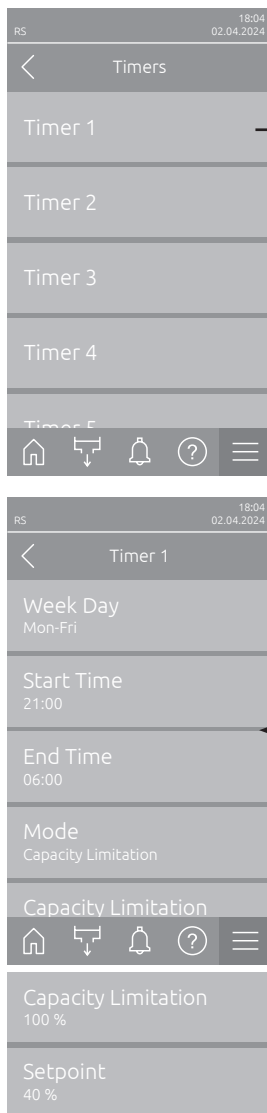 18:04
RS 02.04.2024
Timers
Timer 1
Timer 2
Timer 3
Timer 4
Timer 5
?
18:04
RS 02.04.2024
Timer 1
Week Day
Mon-Fri
Start Time
21:00
End Time
06:00
Mode
Capacity Limitation
Capacity Limitation
?
Capacity Limitation
100 %
Setpoint
40 %